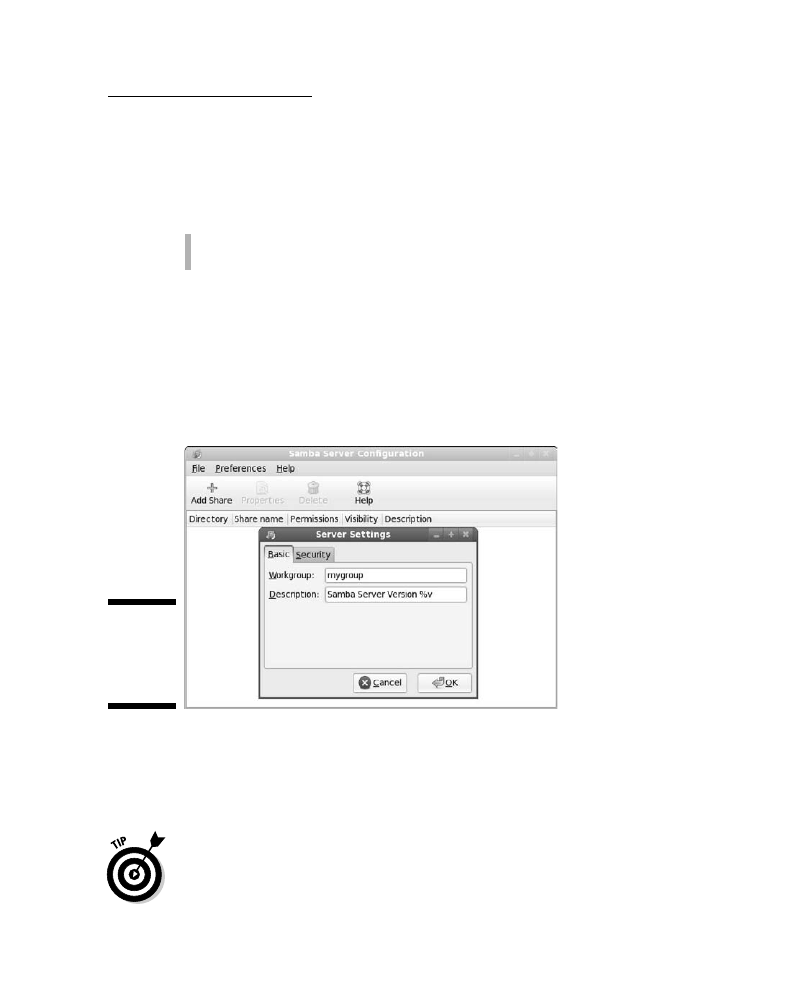 Samba Server Configuration
File Preferences Help
Add Share Properties Delete Help
Directory Share name Permissions Visibility Description
Server Settings
Basic Security
Workgroup: mygroup
Description: Samba Server Version %v
Cancel OK
TIP